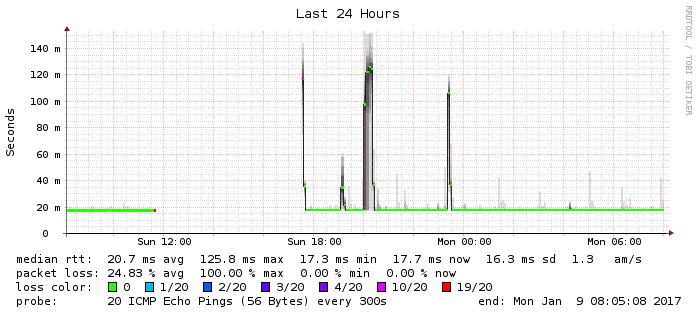 Last 24 Hours
RRDTOOL / TOBI OETIKER
Seconds
140 m
120 m
100 m
80 m
60 m
40 m
20 m
0
Sun 12:00 Sun 18:00 Mon 00:00 Mon 06:00
median rtt: 20.7 ms avg 125.8 ms max 17.3 ms min 17.7 ms now 16.3 ms sd 1.3 am/s
packet loss: 24.83 % avg 100.00 % max 0.00 % min 0.00 % now
loss color: 0 1/20 2/20 3/20 4/20 10/20 19/20
probe: 20 ICMP Echo Pings (56 Bytes) every 300s end: Mon Jan 9 08:05:08 2017